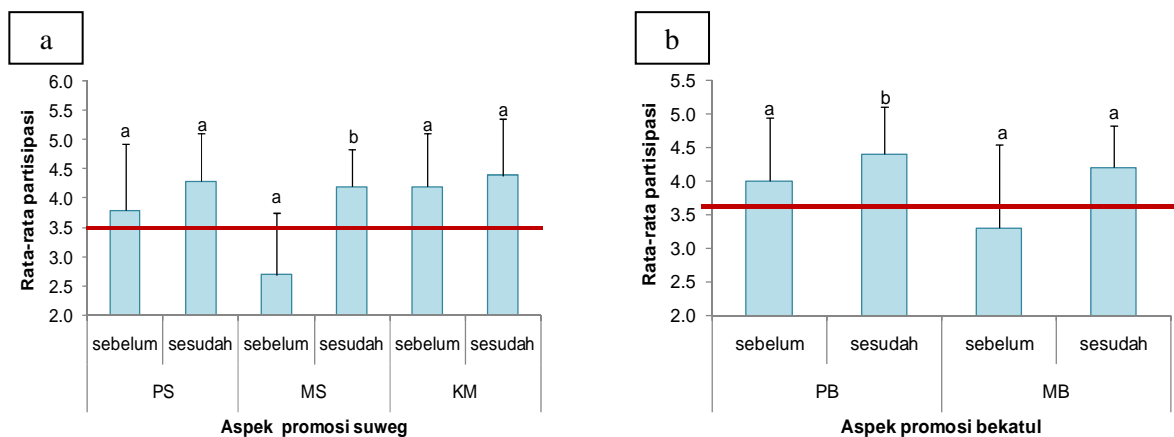 a
Rata-rata partisipasi
6.0
5.5
5.0
4.5
4.0
3.5
3.0
2.5
2.0
a a a b a a
sebelum sesudah sebelum sesudah sebelum sesudah
PS MS KM
Aspek promosi suweg
b
Rata-rata partisipasi
5.5
5.0
4.5
4.0
3.5
3.0
2.5
2.0
a b a a
sebelum sesudah sebelum sesudah
PB MB
Aspek promosi bekatul